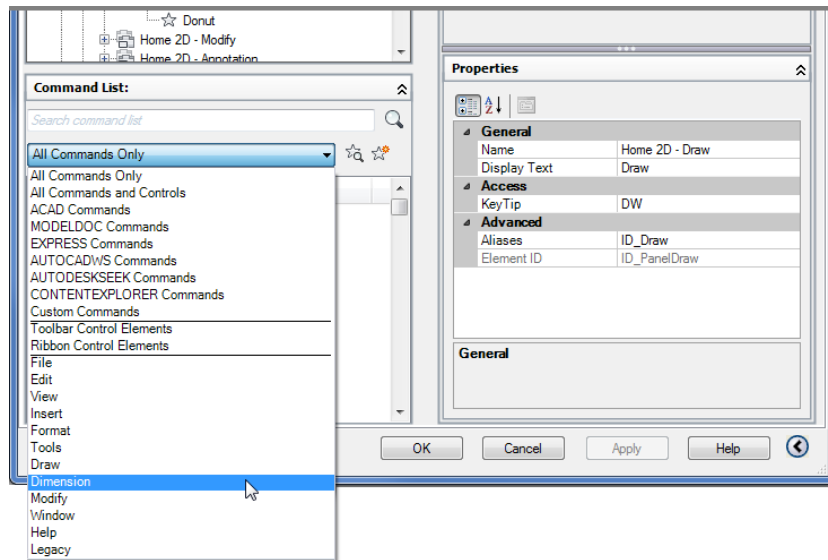 Donut
Home 2D - Modify
Home 2D - Annotation
Command List:
Search command list
All Commands Only
All Commands Only
All Commands and Controls
ACAD Commands
MODELDOC Commands
EXPRESS Commands
AUTOCADWS Commands
AUTODESKSEEK Commands
CONTENTEXPLORER Commands
Custom Commands
Toolbar Control Elements
Ribbon Control Elements
File
Edit
View
Insert
Format
Tools
Draw
Dimension
Modify
Window
Help
Legacy
Properties
General
Name Home 2D - Draw
Display Text Draw
Access
KeyTip DW
Advanced
Aliases ID_Draw
Element ID ID_PanelDraw
General
OK Cancel Apply Help